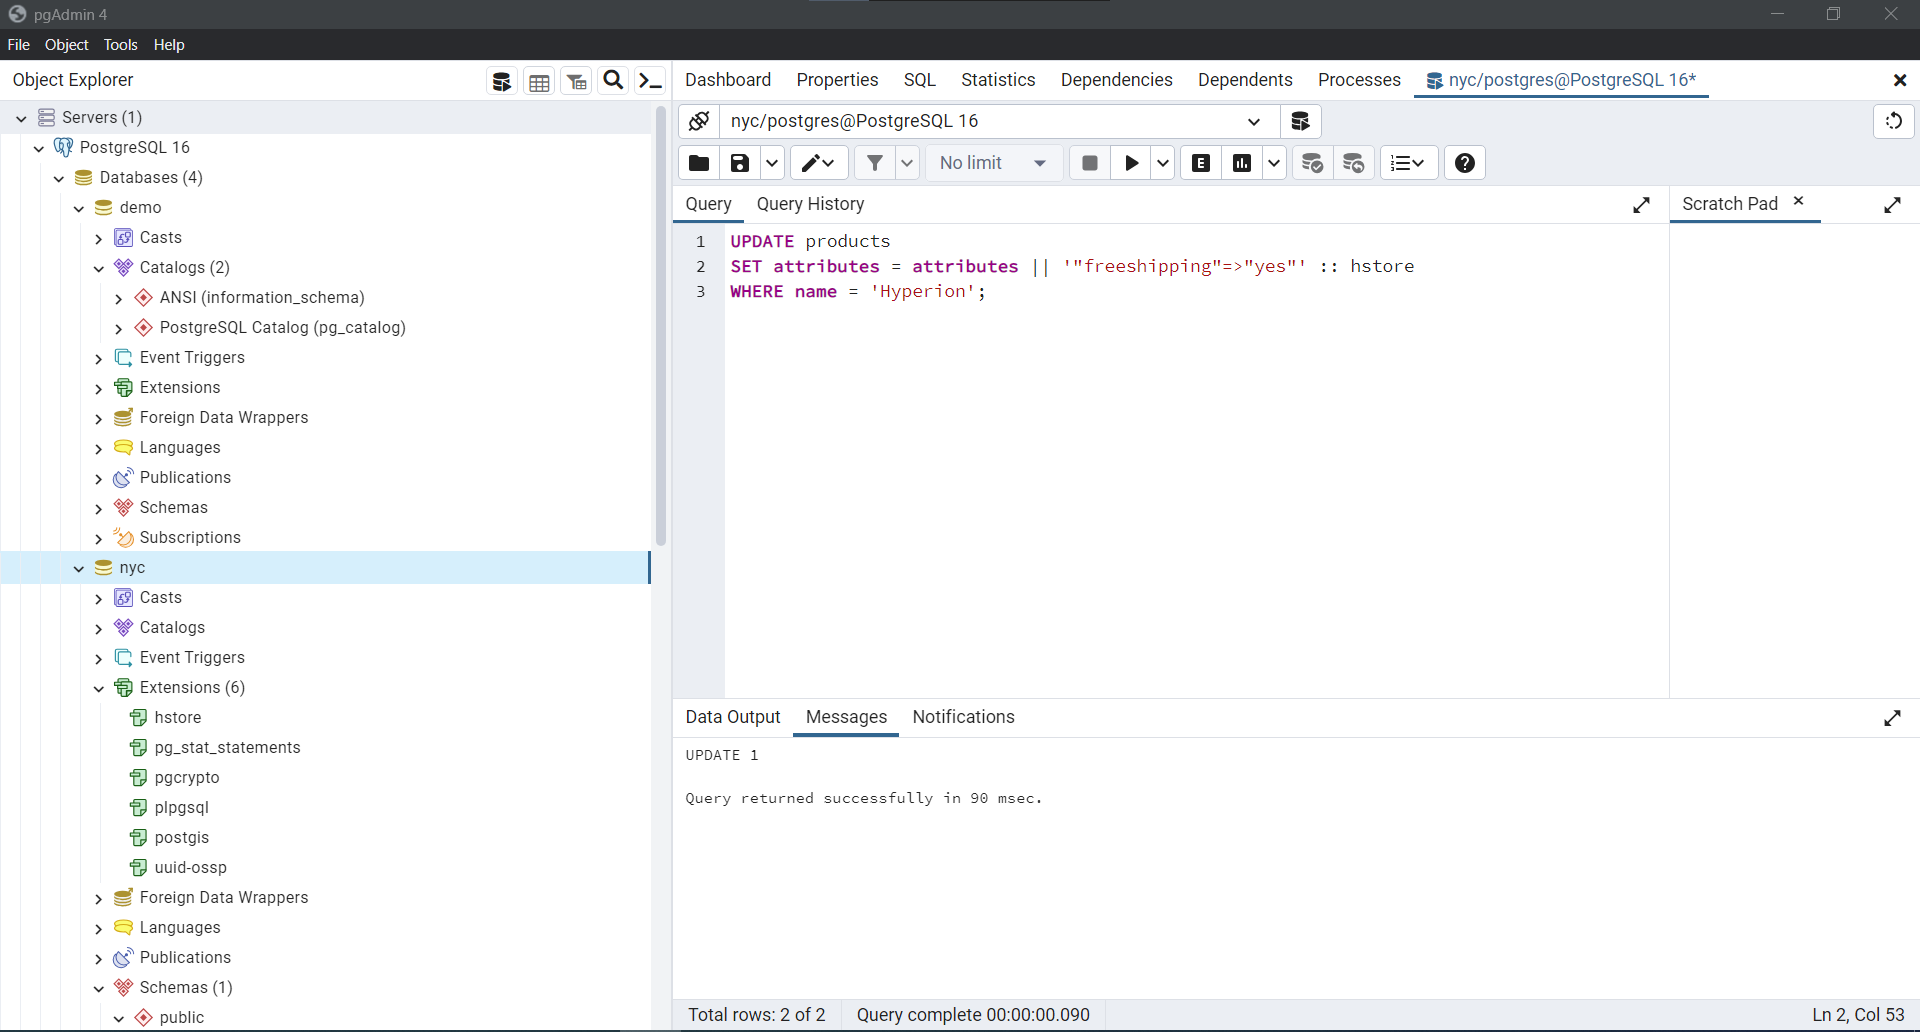 pgAdmin 4
File Object Tools Help
Object Explorer
Servers (1)
PostgreSQL 16
Databases (4)
demo
Casts
Catalogs (2)
ANSI (information_schema)
PostgreSQL Catalog (pg_catalog)
Event Triggers
Extensions
Foreign Data Wrappers
Languages
Publications
Schemas
Subscriptions
nyc
Casts
Catalogs
Event Triggers
Extensions (6)
hstore
pg_stat_statements
pgcrypto
plpgsql
postgis
uuid-ossp
Foreign Data Wrappers
Languages
Publications
Schemas (1)
public
Dashboard Properties SQL Statistics Dependencies Dependents Processes nyc/postgres@PostgreSQL 16*
nyc/postgres@PostgreSQL 16
No limit E
Query Query History
1 UPDATE products
2 SET attributes = attributes || '"freeshipping"=>"yes"' :: hstore
3 WHERE name = 'Hyperion';
Scratch Pad
Data Output Messages Notifications
UPDATE 1
Query returned successfully in 90 msec.
Total rows: 2 of 2 Query complete 00:00:00.090 Ln 2, Col 53